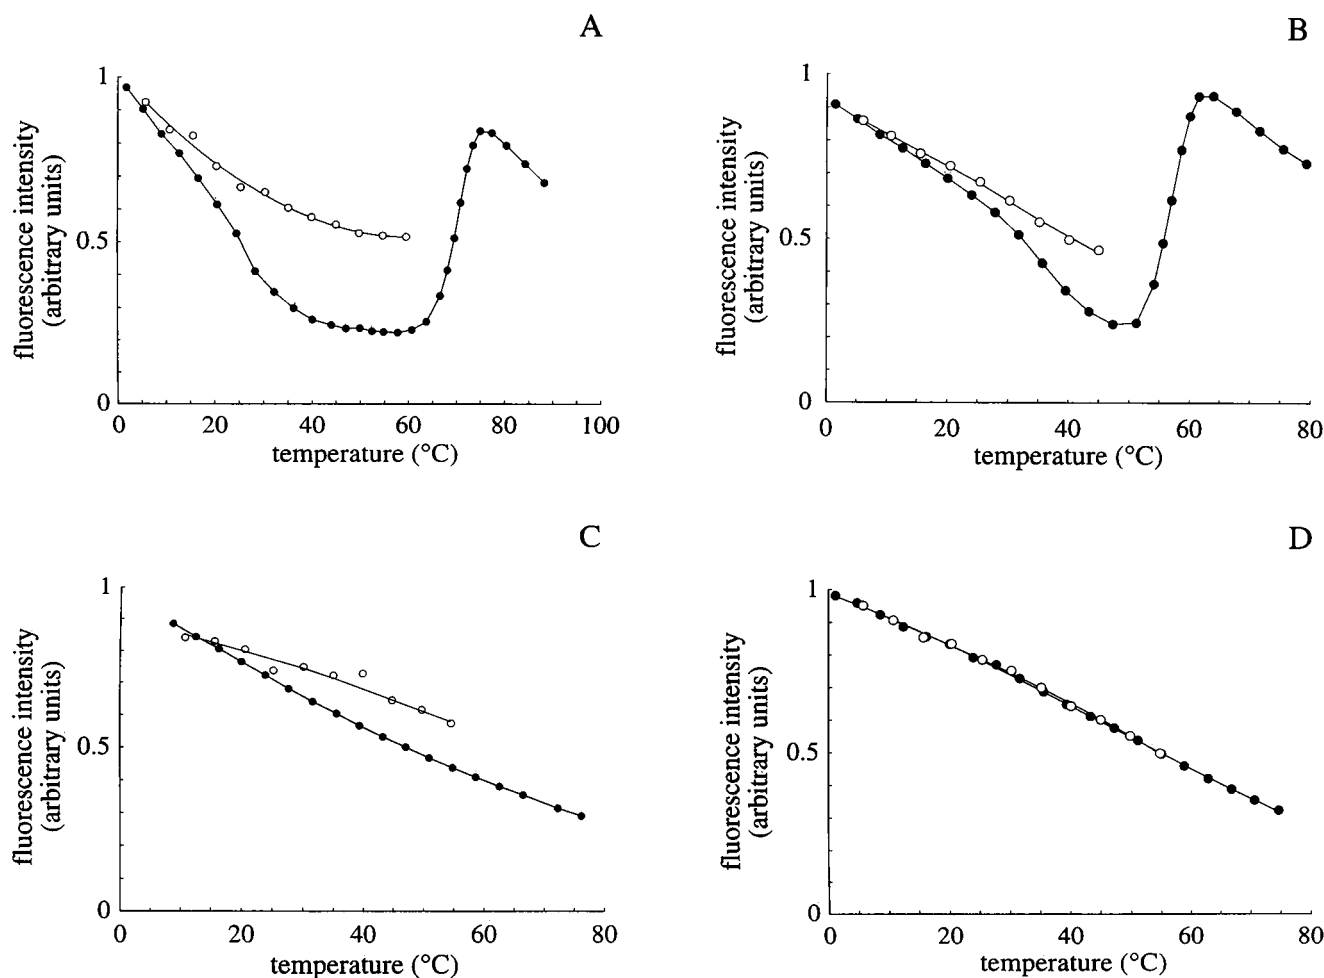 A
1
0.5
0
fluorescence intensity
(arbitrary units)
0 20 40 60 80 100
temperature (°C)
B
1
0.5
0
fluorescence intensity
(arbitrary units)
0 20 40 60 80
temperature (°C)
C
1
0.5
0
fluorescence intensity
(arbitrary units)
0 20 40 60 80
temperature (°C)
D
1
0.5
0
fluorescence intensity
(arbitrary units)
0 20 40 60 80
temperature (°C)